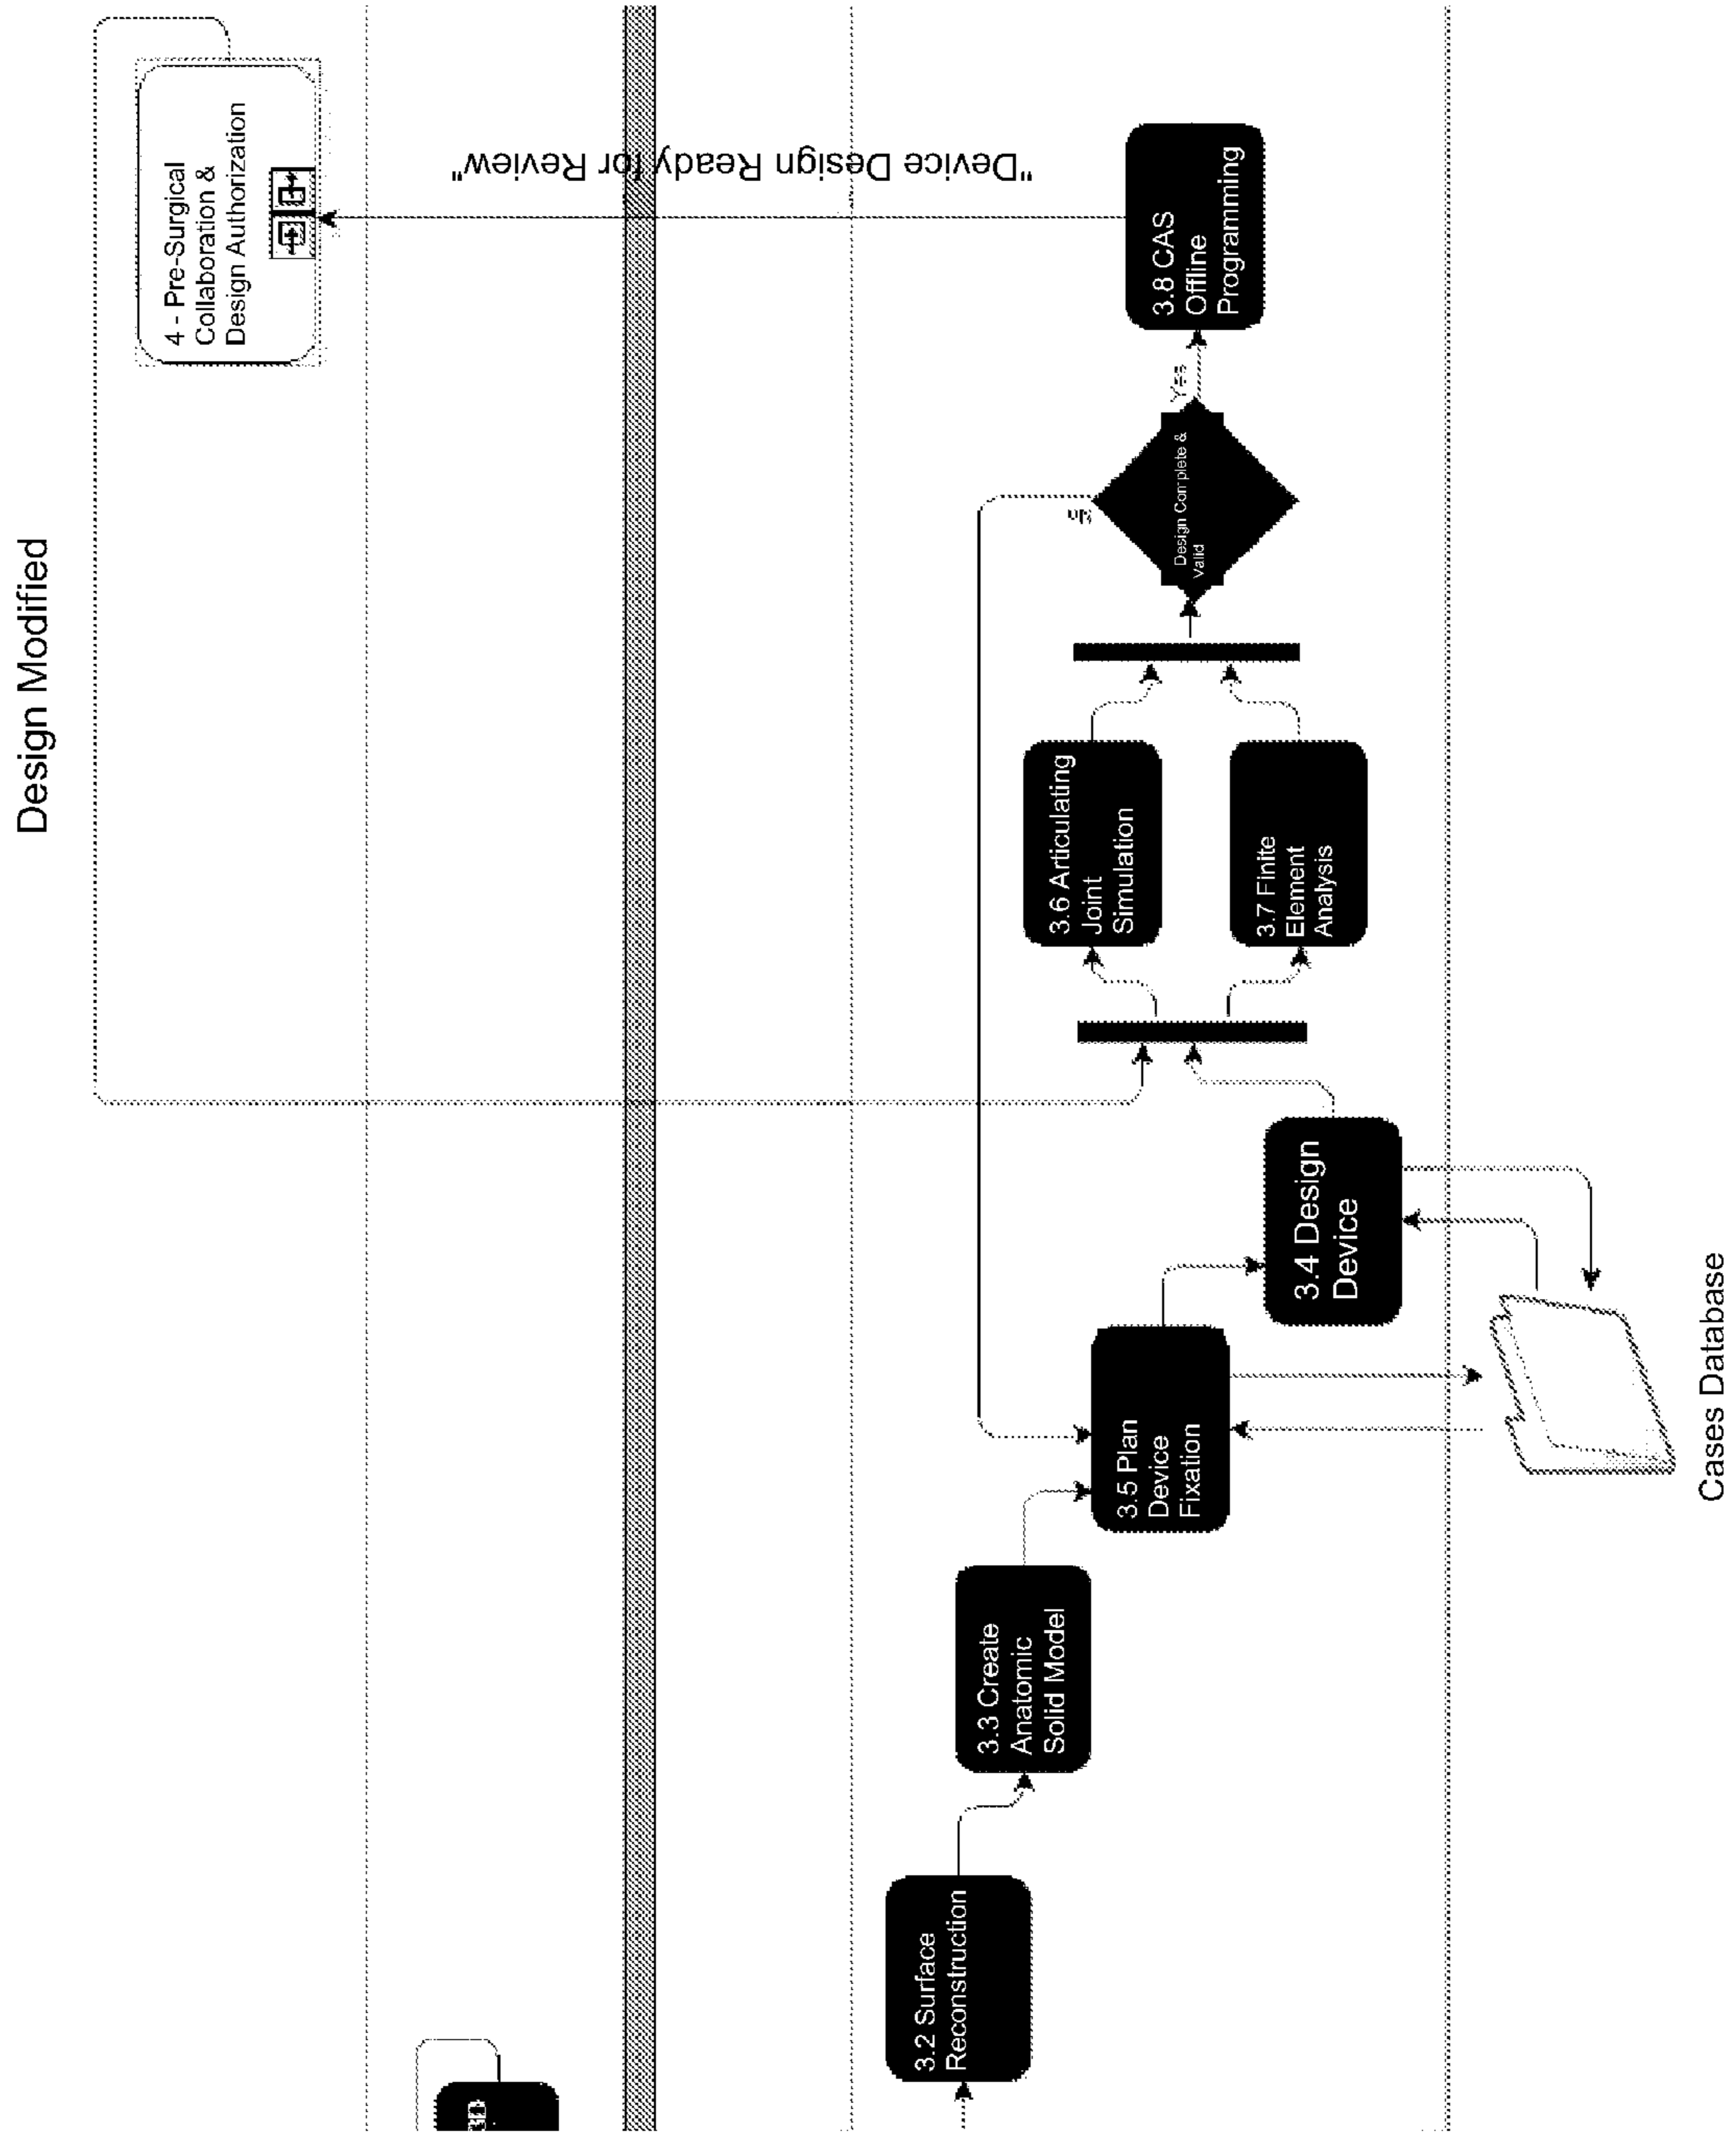 Design Modified
4 - Pre-Surgical
Collaboration &
Design Authorization
"Device Design Ready for Review"
3.2 Surface
Reconstruction
3.3 Create
Anatomic
Solid Model
3.5 Plan
Device
Fixation
3.4 Design
Device
3.6 Articulating
Joint
Simulation
3.7 Finite
Element
Analysis
Design Complete &
Valid
No
Yes
3.8 CAS
Offline
Programming
Cases Database